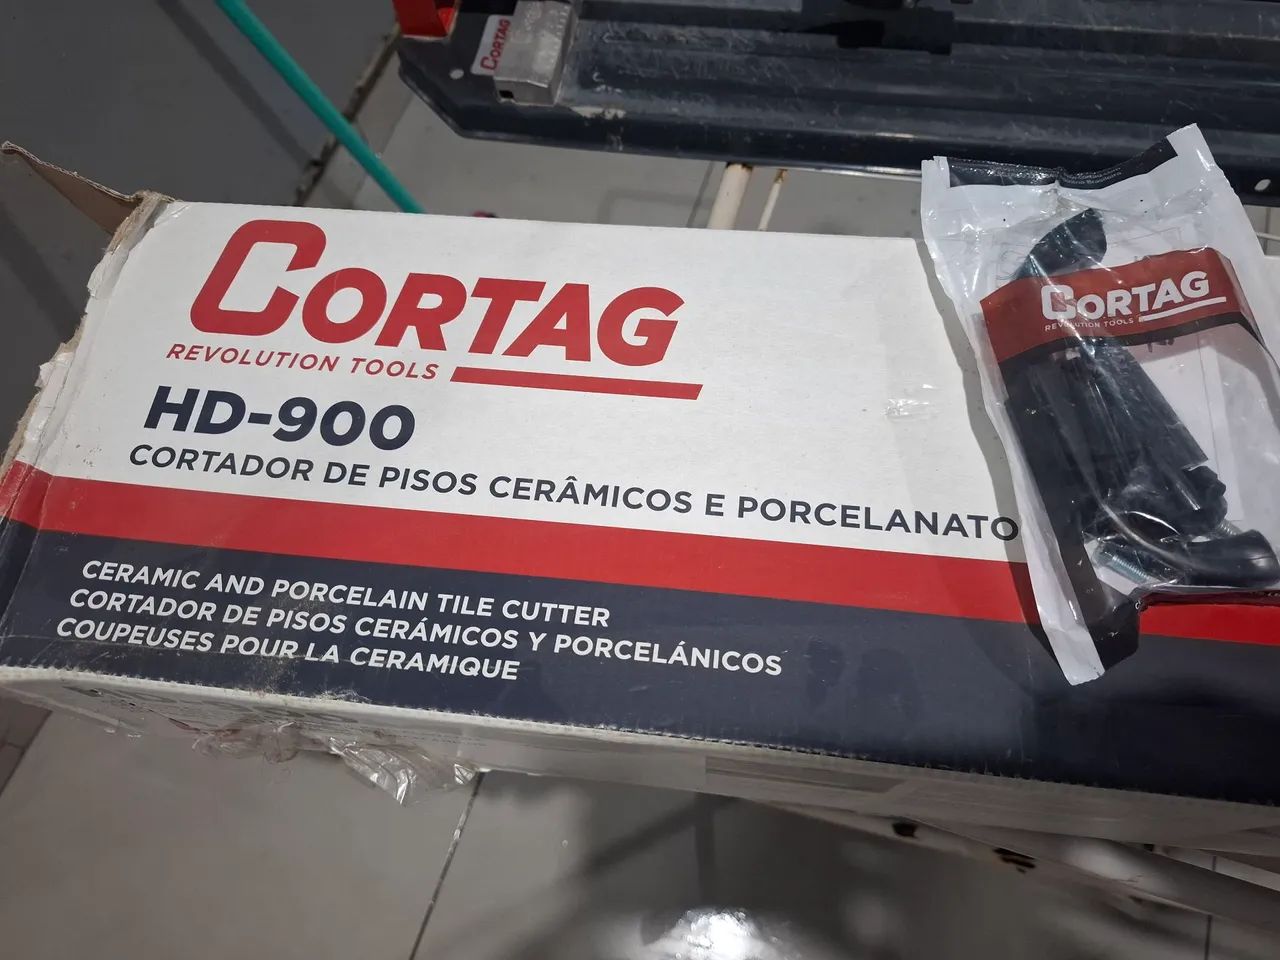 CORTAG
CORTAG
REVOLUTION TOOLS
HD-900
CORTADOR DE PISOS CERÂMICOS E PORCELANATO
CERAMIC AND PORCELAIN TILE CUTTER
CORTADOR DE PISOS CERÁMICOS Y PORCELÁNICOS
COUPEUSES POUR LA CERAMIQUE
CORTAG
REVOLUTION TOOLS